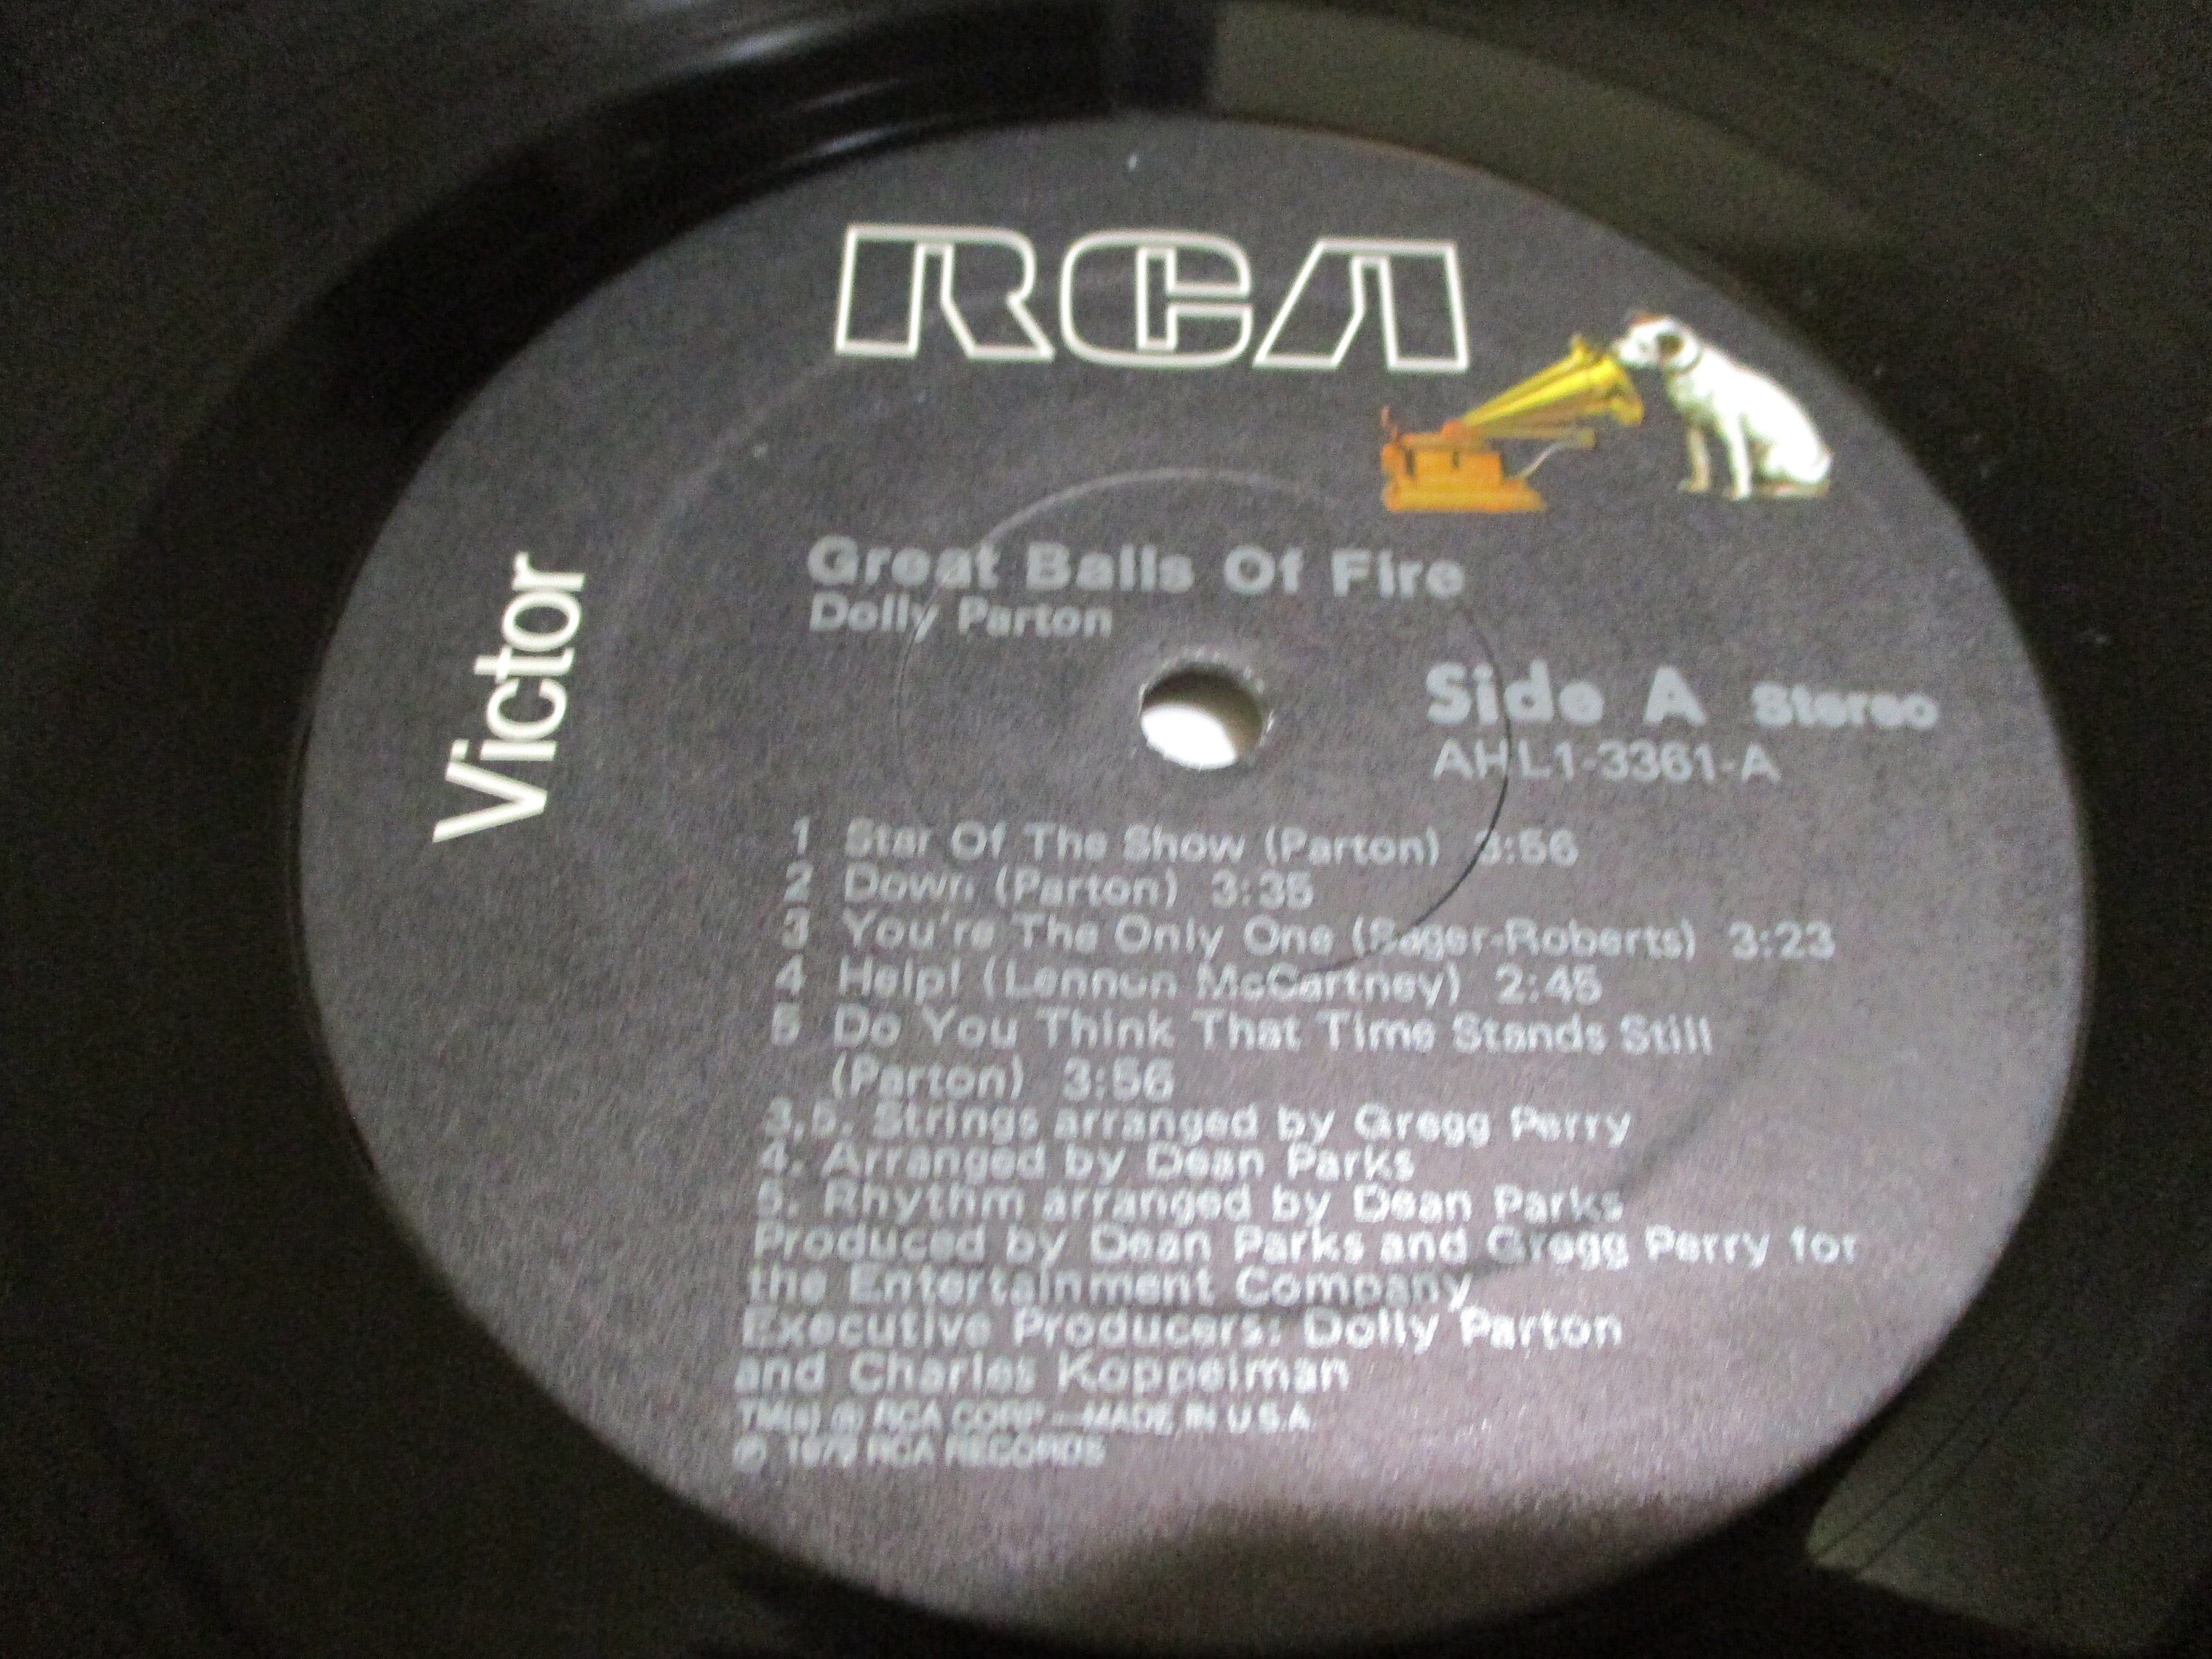 RCA
Victor
Great Balls Of Fire
Dolly Parton
Side A Stereo
AHL1-3361-A
1 Star Of The Show (Parton) 3:56
2 Down (Parton) 3:35
3 You're The Only One (Sager-Roberts) 3:23
4 Help! (Lennon McCartney) 2:45
5 Do You Think That Time Stands Still
(Parton) 3:56
3,5. Strings arranged by Gregg Perry
4. Arranged by Dean Parks
5. Rhythm arranged by Dean Parks
Produced by Dean Parks and Gregg Perry for
the Entertainment Company
Executive Producers: Dolly Parton
and Charles Koppelman
TM(s) ® RCA CORP.—MADE IN U.S.A.
℗ 1979 RCA RECORDS